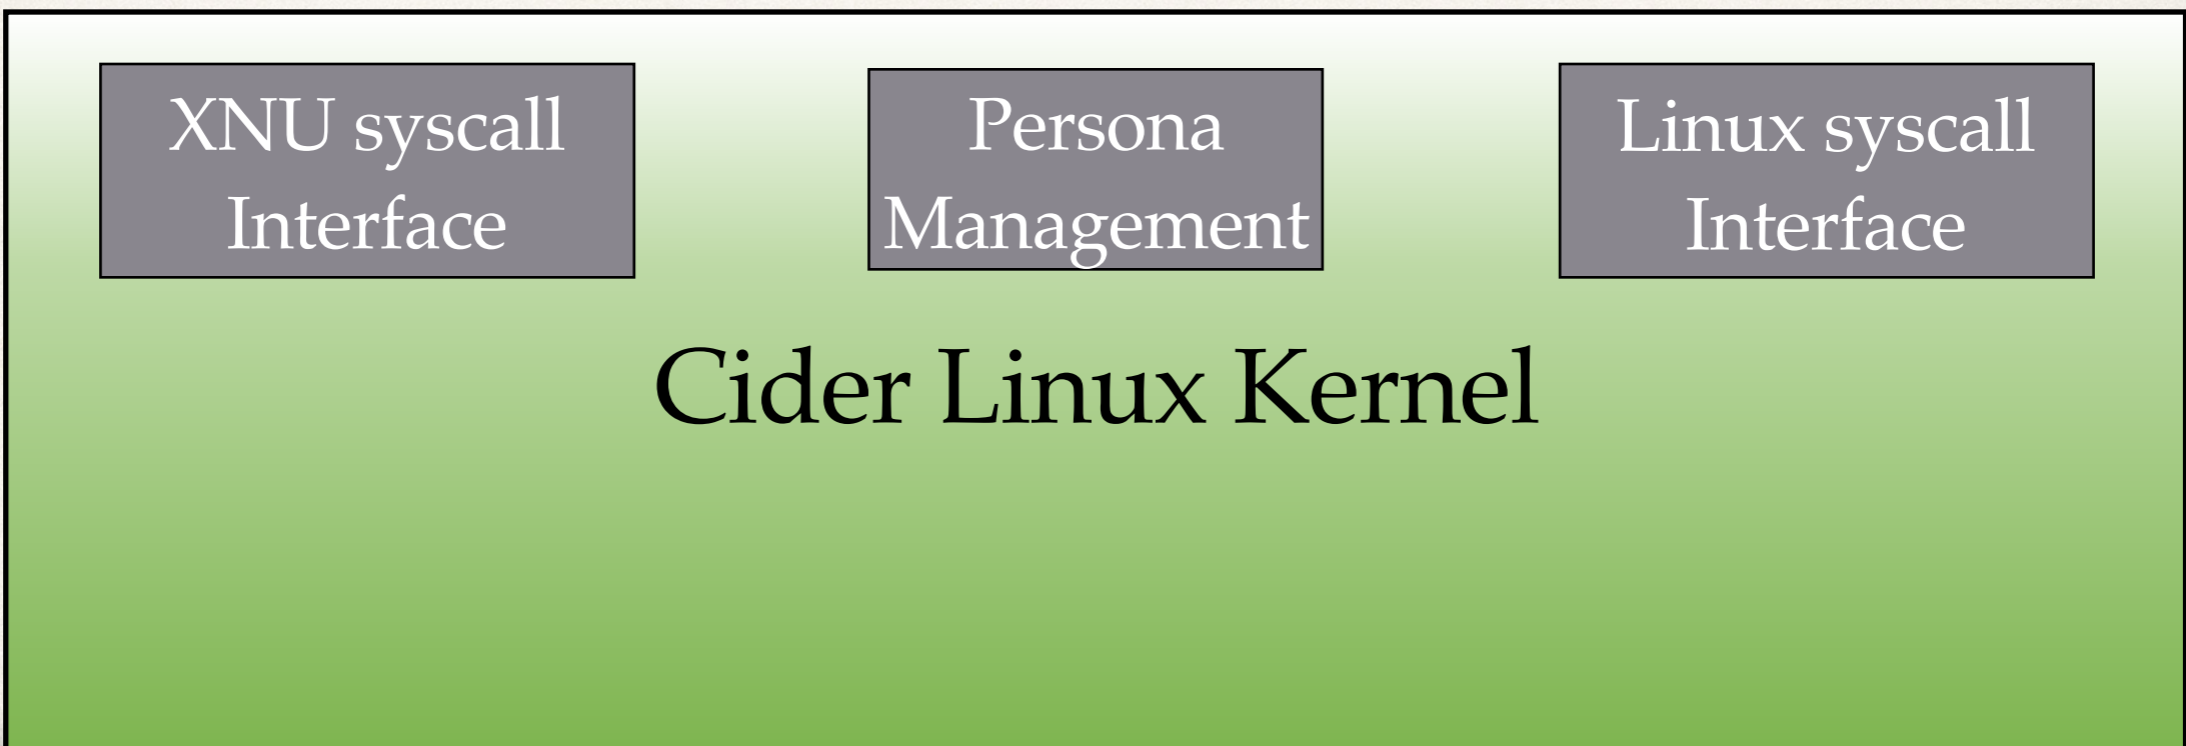 XNU syscall
Interface
Persona
Management
Linux syscall
Interface
Cider Linux Kernel